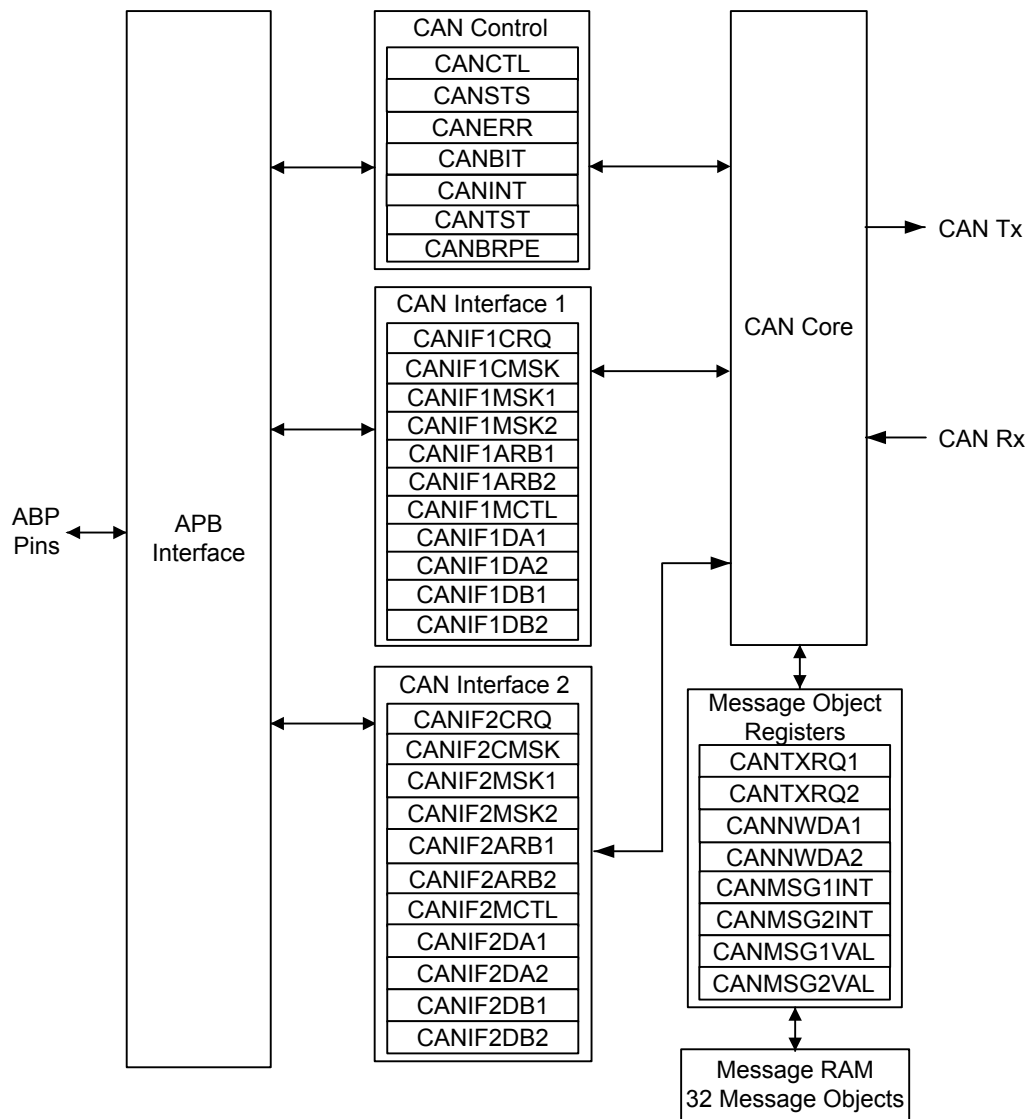 ABP
Pins
APB
Interface
CAN Control
CANCTL
CANSTS
CANERR
CANBIT
CANINT
CANTST
CANBRPE
CAN Interface 1
CANIF1CRQ
CANIF1CMSK
CANIF1MSK1
CANIF1MSK2
CANIF1ARB1
CANIF1ARB2
CANIF1MCTL
CANIF1DA1
CANIF1DA2
CANIF1DB1
CANIF1DB2
CAN Interface 2
CANIF2CRQ
CANIF2CMSK
CANIF2MSK1
CANIF2MSK2
CANIF2ARB1
CANIF2ARB2
CANIF2MCTL
CANIF2DA1
CANIF2DA2
CANIF2DB1
CANIF2DB2
CAN Core
CAN Tx
CAN Rx
Message Object
Registers
CANTXRQ1
CANTXRQ2
CANNWDA1
CANNWDA2
CANMSG1INT
CANMSG2INT
CANMSG1VAL
CANMSG2VAL
Message RAM
32 Message Objects